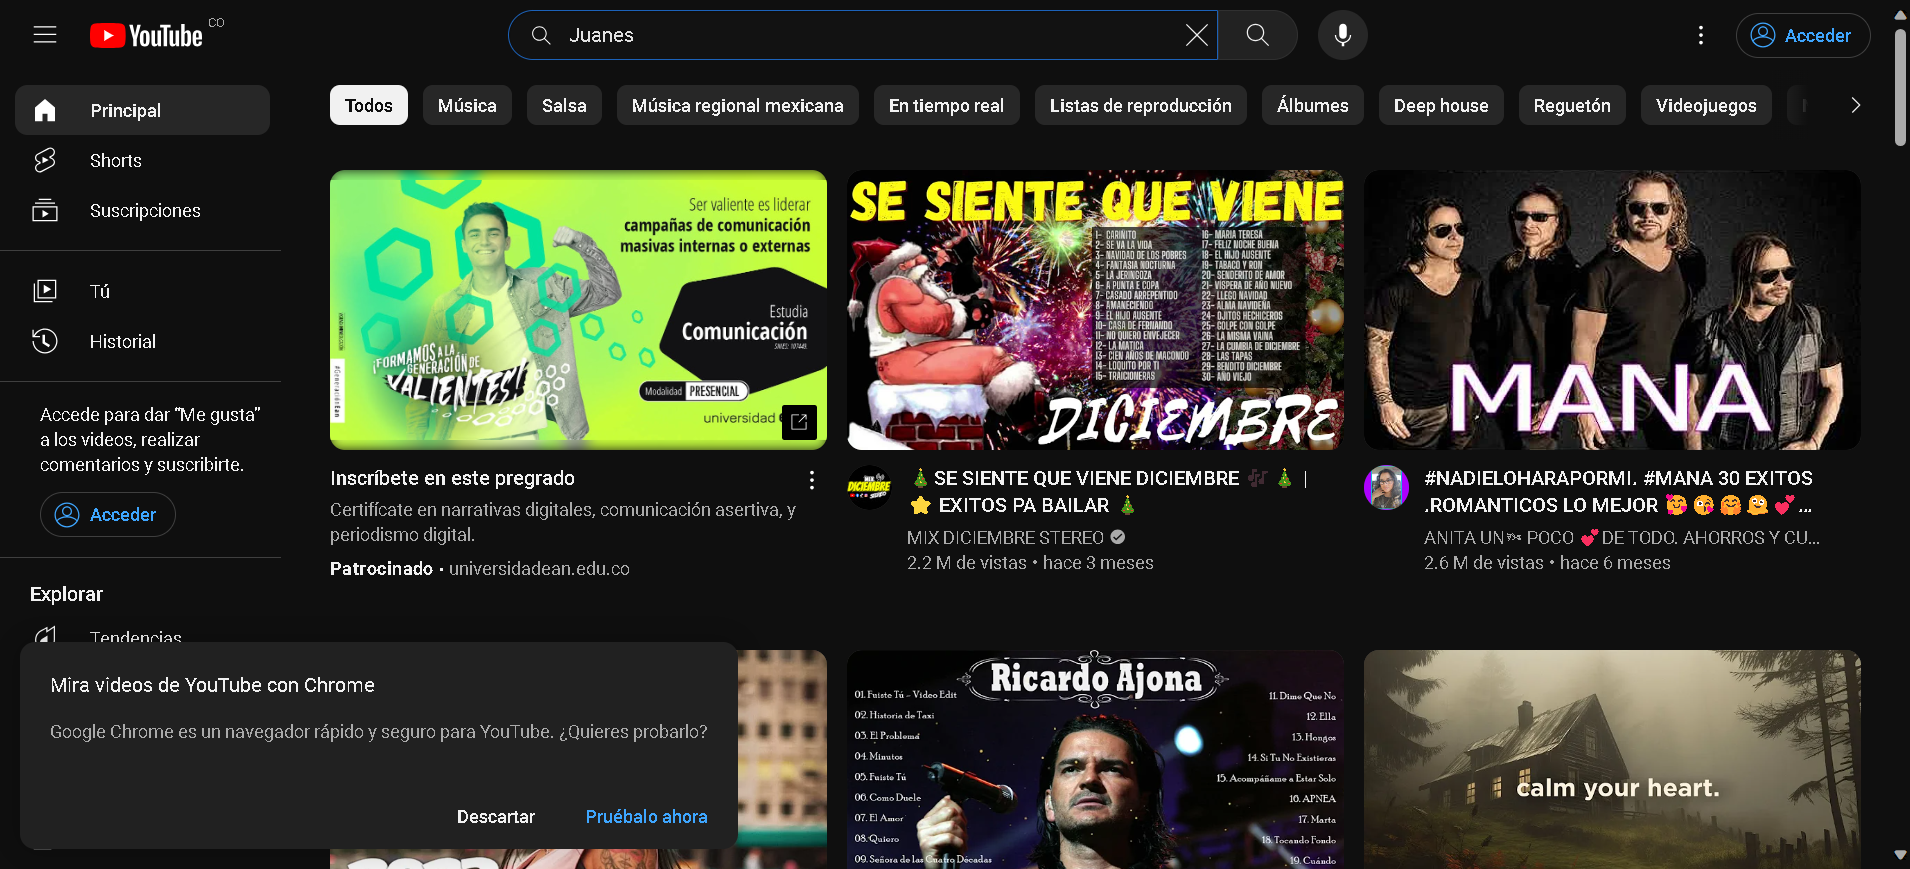 YouTube CO
Juanes
Acceder
Principal
Shorts
Suscripciones
Tú
Historial
Accede para dar “Me gusta”
a los videos, realizar
comentarios y suscribirte.
Acceder
Explorar
Tendencias
Todos
Música
Salsa
Música regional mexicana
En tiempo real
Listas de reproducción
Álbumes
Deep house
Reguetón
Videojuegos
Ser valiente es liderar
campañas de comunicación
masivas internas o externas
Estudia
Comunicación
¡FORMAMOS A LA
GENERACIÓN DE
VALIENTES!
Modalidad PRESENCIAL
universidad
Inscríbete en este pregrado
Certifícate en narrativas digitales, comunicación asertiva, y
periodismo digital.
Patrocinado • universidadean.edu.co
SE SIENTE QUE VIENE
1- CARIÑITO
2- SE VA LA VIDA
3- NAVIDAD DE LOS POBRES
4- FANTASIA NOCTURNA
5- LA JERINGOZA
6- A PUNTA E COPA
7- CASADO ARREPENTIDO
8- AMANECIENDO
9- EL HIJO AUSENTE
10- CASA DE FERNANDO
11- NO QUIERO ENVEJECER
12- LA MATICA
13- CIEN AÑOS DE MACONDO
14- LOQUITO POR TI
15- TRAICIONERAS
16- MARIA TERESA
17- FELIZ NOCHE BUENA
18- EL HIJO AUSENTE
19- TABACO Y RON
20- SENDERITO DE AMOR
21- VISPERA DE AÑO NUEVO
22- LLEGO NAVIDAD
23- ALMA NAVIDEÑA
24- OJITOS HECHICEROS
25- GOLPE CON GOLPE
26- LA MISMA VAINA
27- LA CUMBIA DE DICIEMBRE
28- LAS TAPAS
29- BENDITO DICIEMBRE
30- AÑO VIEJO
DICIEMBRE
MIX
DICIEMBRE
🎄 SE SIENTE QUE VIENE DICIEMBRE 🎶 🎄 |
⭐ EXITOS PA BAILAR 🎄
MIX DICIEMBRE STEREO
2.2 M de vistas • hace 3 meses
MANA
#NADIELOHARAPORMI. #MANA 30 EXITOS
.ROMANTICOS LO MEJOR 🥰 😘 🤗 🫠 💕 ...
ANITA UN POCO 💕DE TODO. AHORROS Y CU...
2.6 M de vistas • hace 6 meses
Mira videos de YouTube con Chrome
Google Chrome es un navegador rápido y seguro para YouTube. ¿Quieres probarlo?
Descartar
Pruébalo ahora
Ricardo Ajona
01. Fuiste Tú – Video Edit
02. Historia de Taxi
03. El Problema
04. Minutos
05. Fuiste Tú
06. Como Duele
07. El Amor
08. Quiero
09. Señora de las Cuatro Décadas
11. Dime Que No
12. Ella
13. Hongos
14. Si Tu No Existieras
15. Acompáñame a Estar Solo
16. APNEA
17. Marta
18. Tocando Fondo
19. Cuándo
calm your heart.